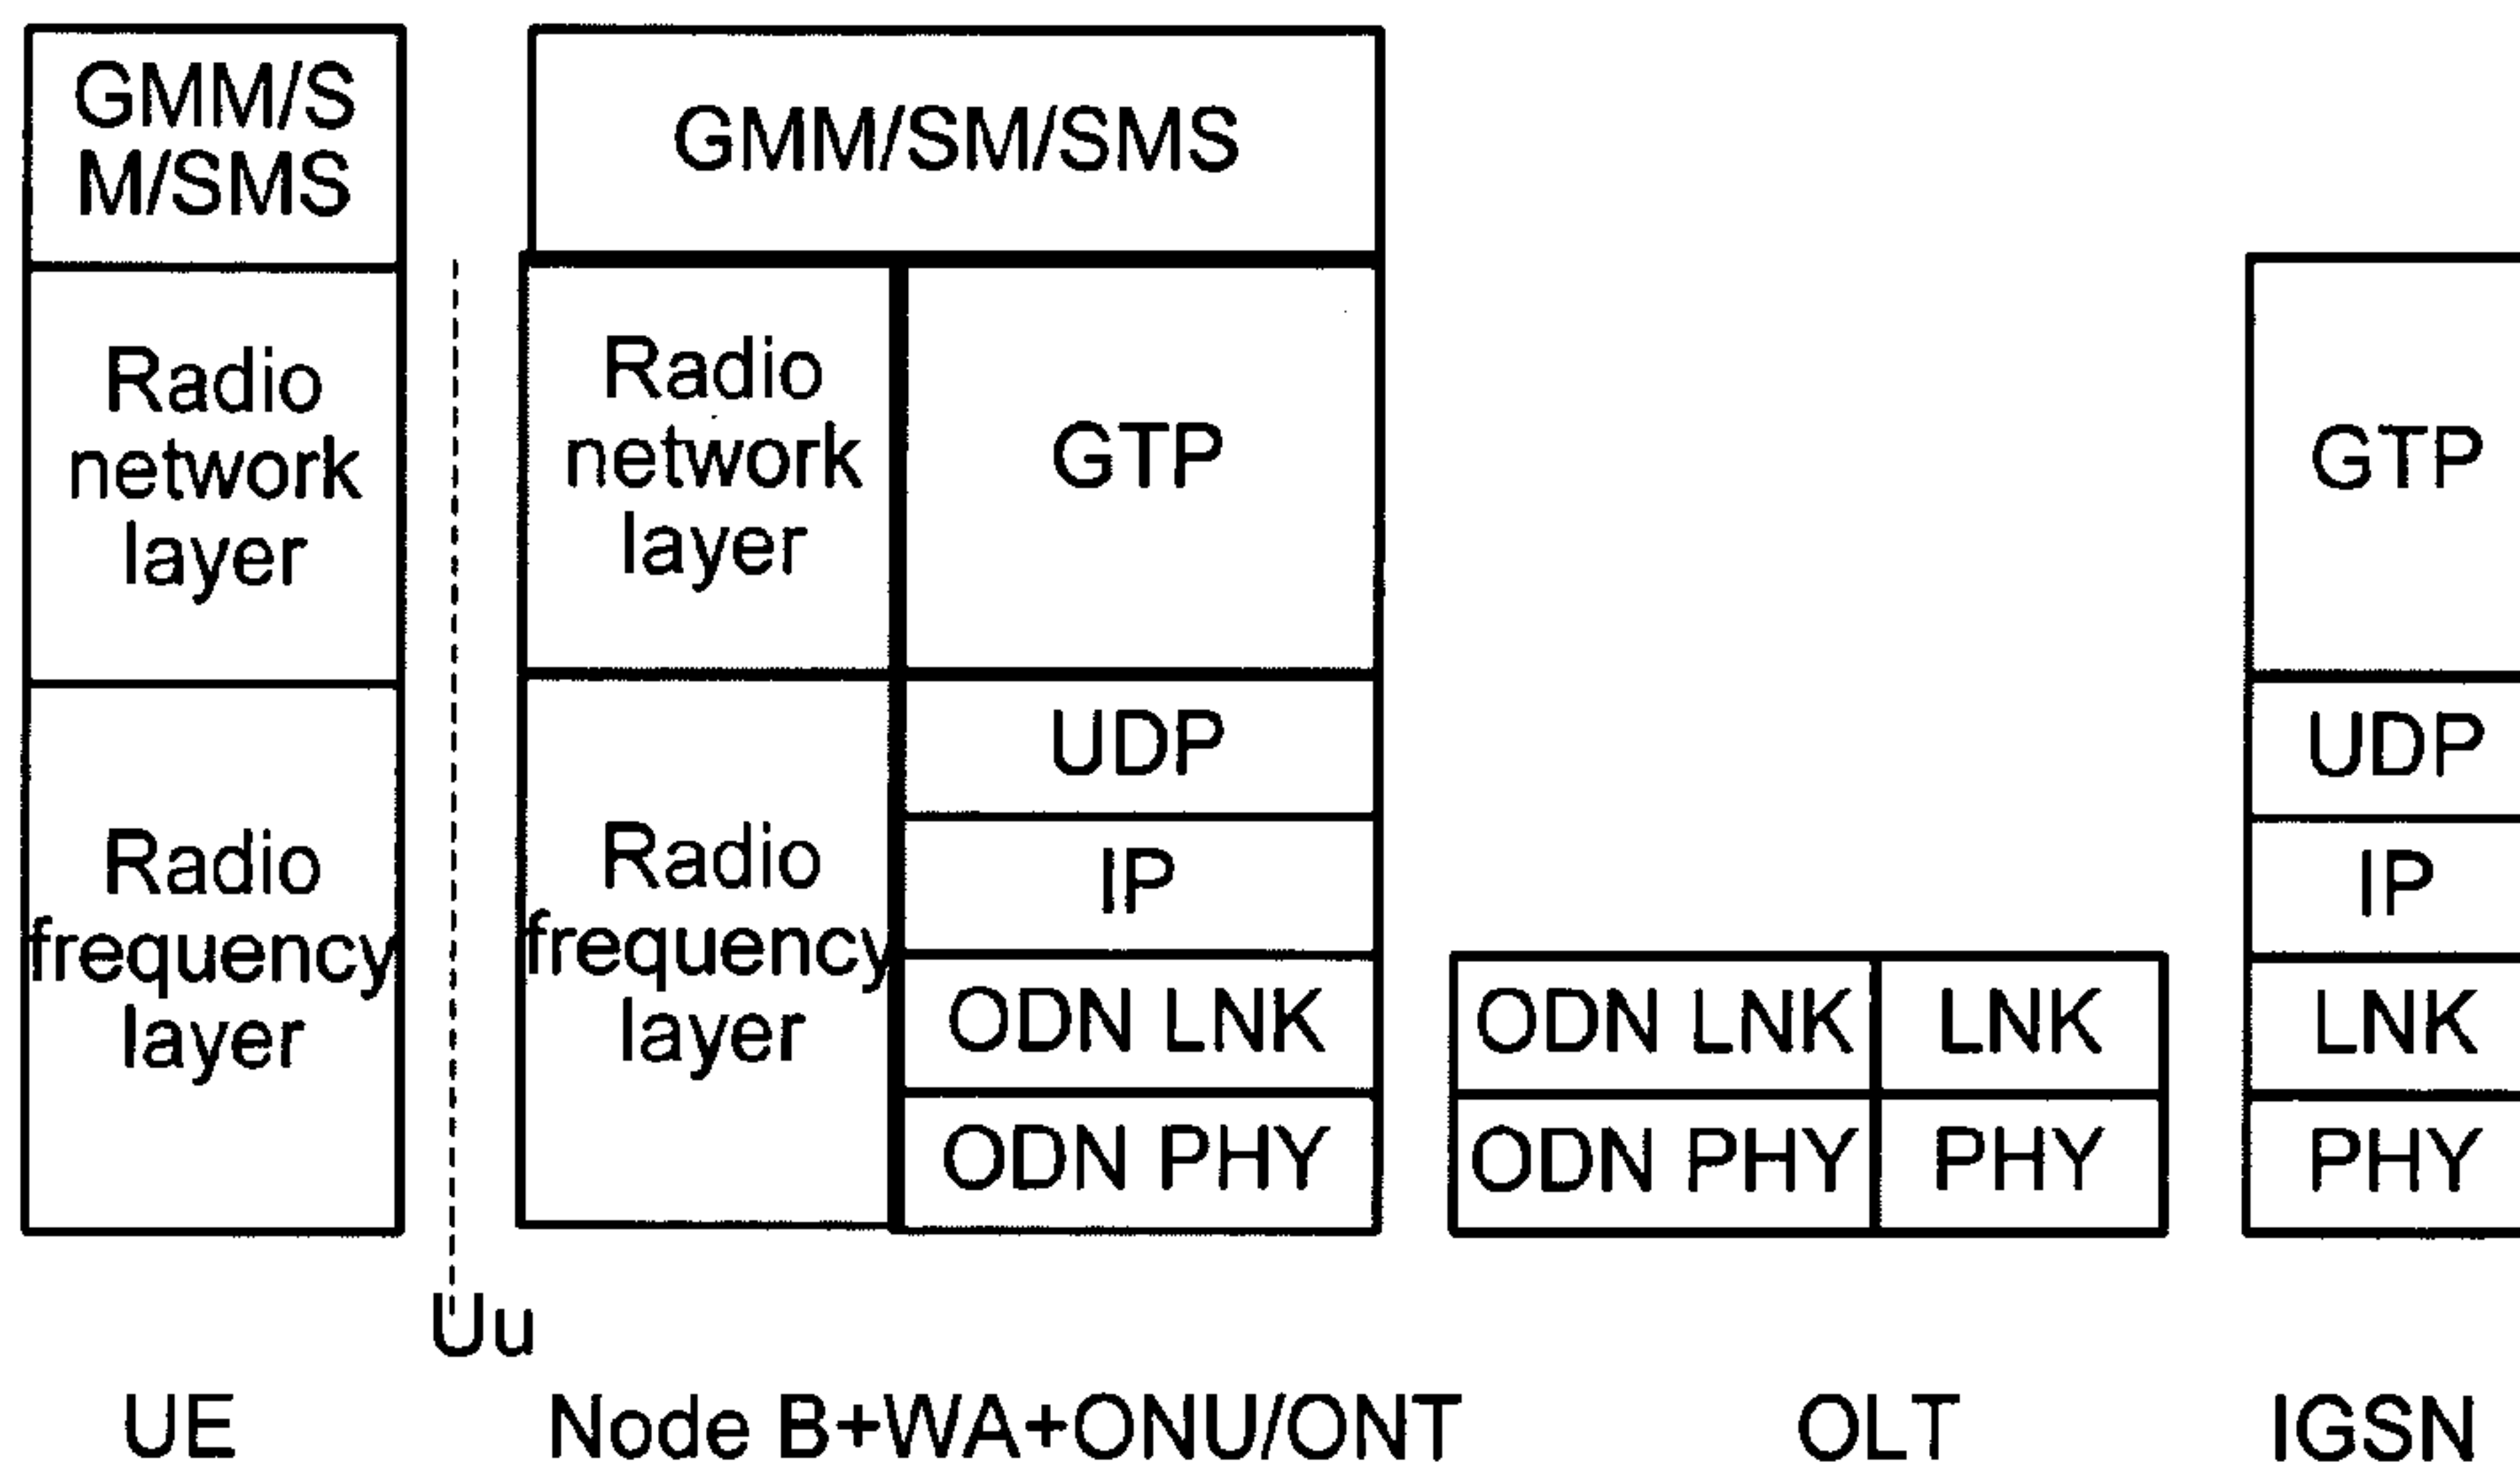 GMM/S
M/SMS
Radio
network
layer
Radio
frequency
layer
Uu
UE
GMM/SM/SMS
Radio
network
layer
GTP
Radio
frequency
layer
UDP
IP
ODN LNK
ODN PHY
Node B+WA+ONU/ONT
ODN LNK
LNK
ODN PHY
PHY
OLT
GTP
UDP
IP
LNK
PHY
IGSN